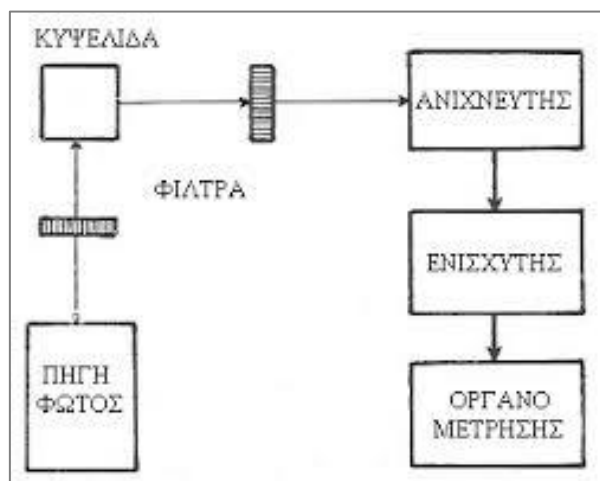 ΚΥΨΕΛΙΔΑ
ΑΝΙΧΝΕΥΤΗΣ
ΦΙΛΤΡΑ
ΕΝΙΣΧΥΤΗΣ
ΠΗΓΗ
ΦΩΤΟΣ
ΟΡΓΑΝΟ
ΜΕΤΡΗΣΗΣ